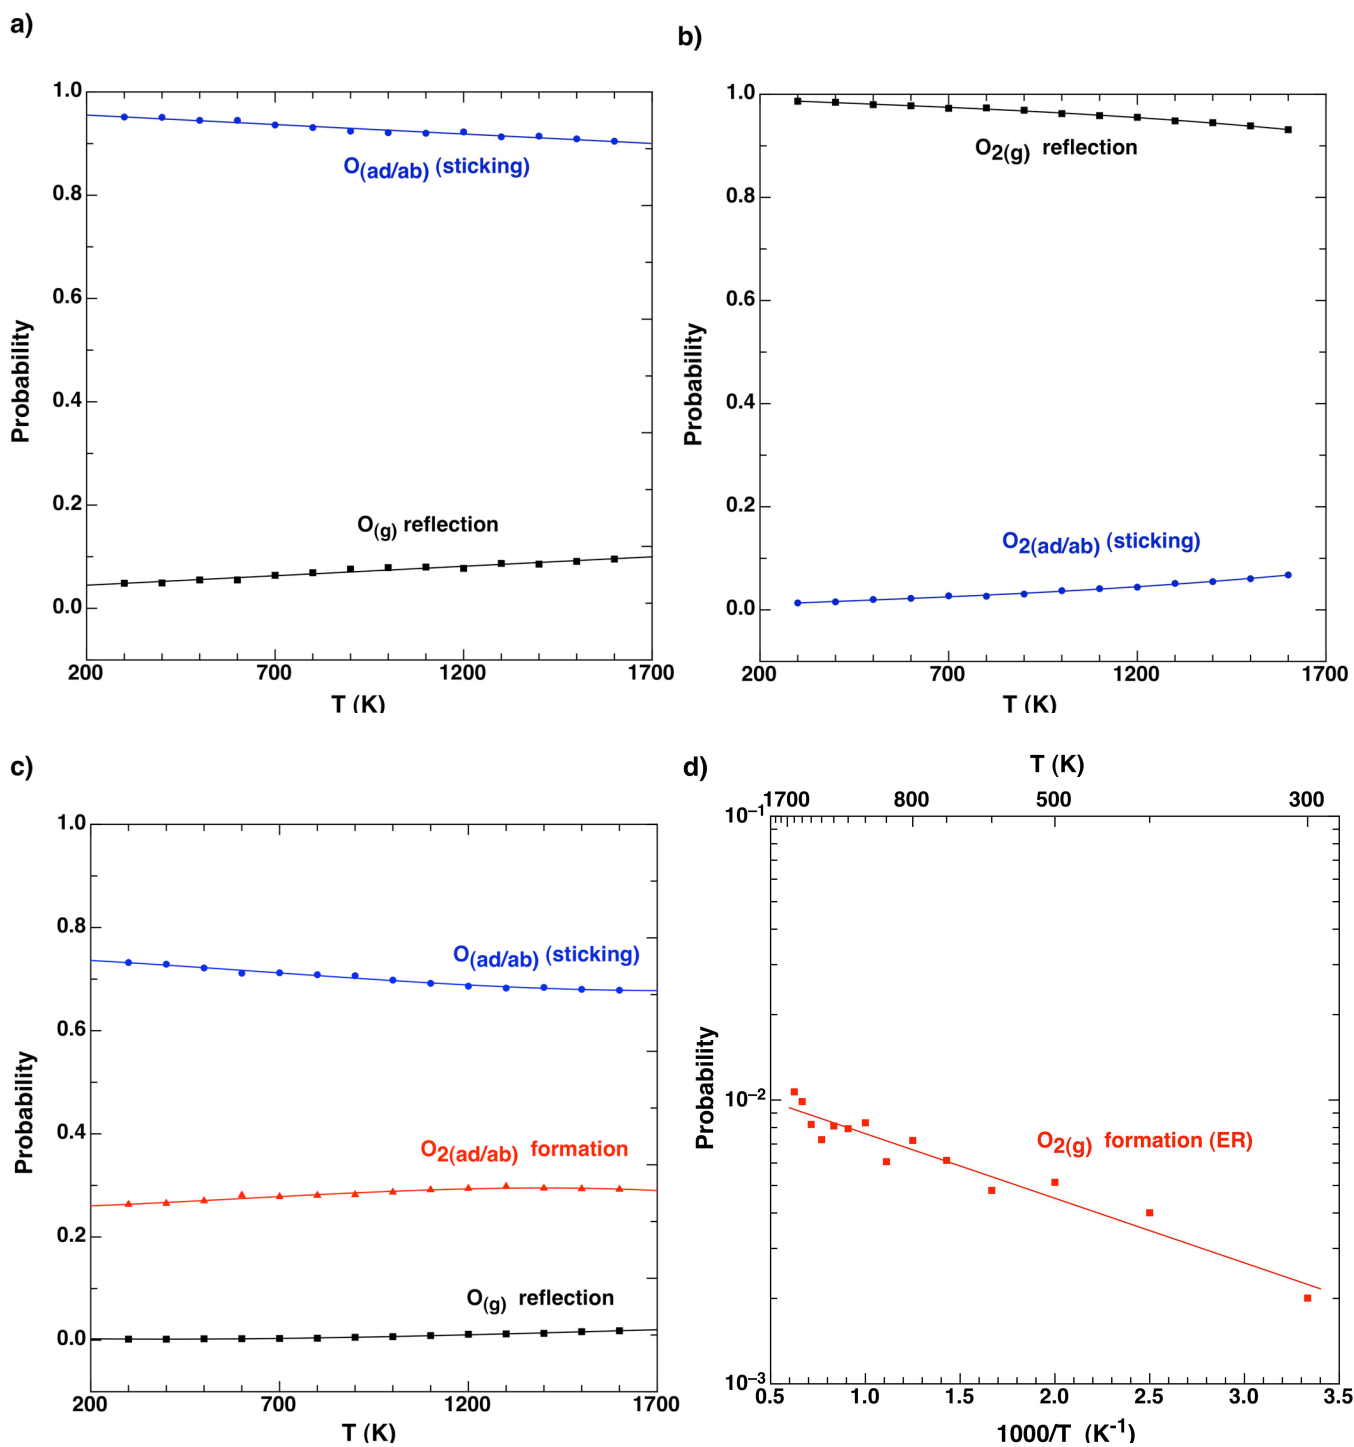 a)
1.0
0.8
0.6
0.4
0.2
0.0
Probability
O(ad/ab) (sticking)
O(g) reflection
200 700 1200 1700
T (K)
b)
1.0
0.8
0.6
0.4
0.2
0.0
Probability
O2(g) reflection
O2(ad/ab) (sticking)
200 700 1200 1700
T (K)
c)
1.0
0.8
0.6
0.4
0.2
0.0
Probability
O(ad/ab) (sticking)
O2(ad/ab) formation
O(g) reflection
200 700 1200 1700
T (K)
d)
T (K)
1700 800 500 300
10−1
10−2
10−3
Probability
O2(g) formation (ER)
0.5 1.0 1.5 2.0 2.5 3.0 3.5
1000/T (K-1)